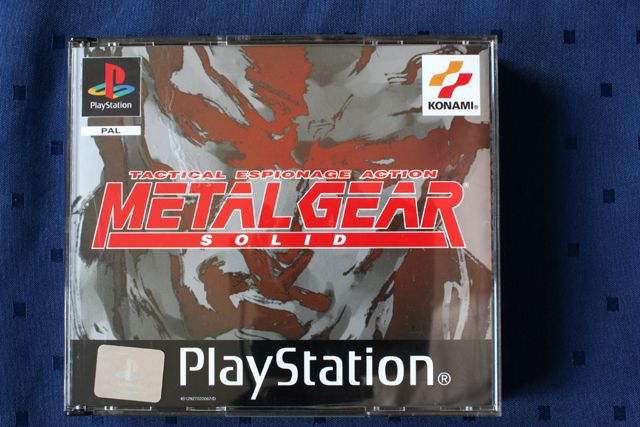 PlayStation
PAL
KONAMI®
TACTICAL ESPIONAGE ACTION
METAL GEAR®
SOLID
PlayStation®